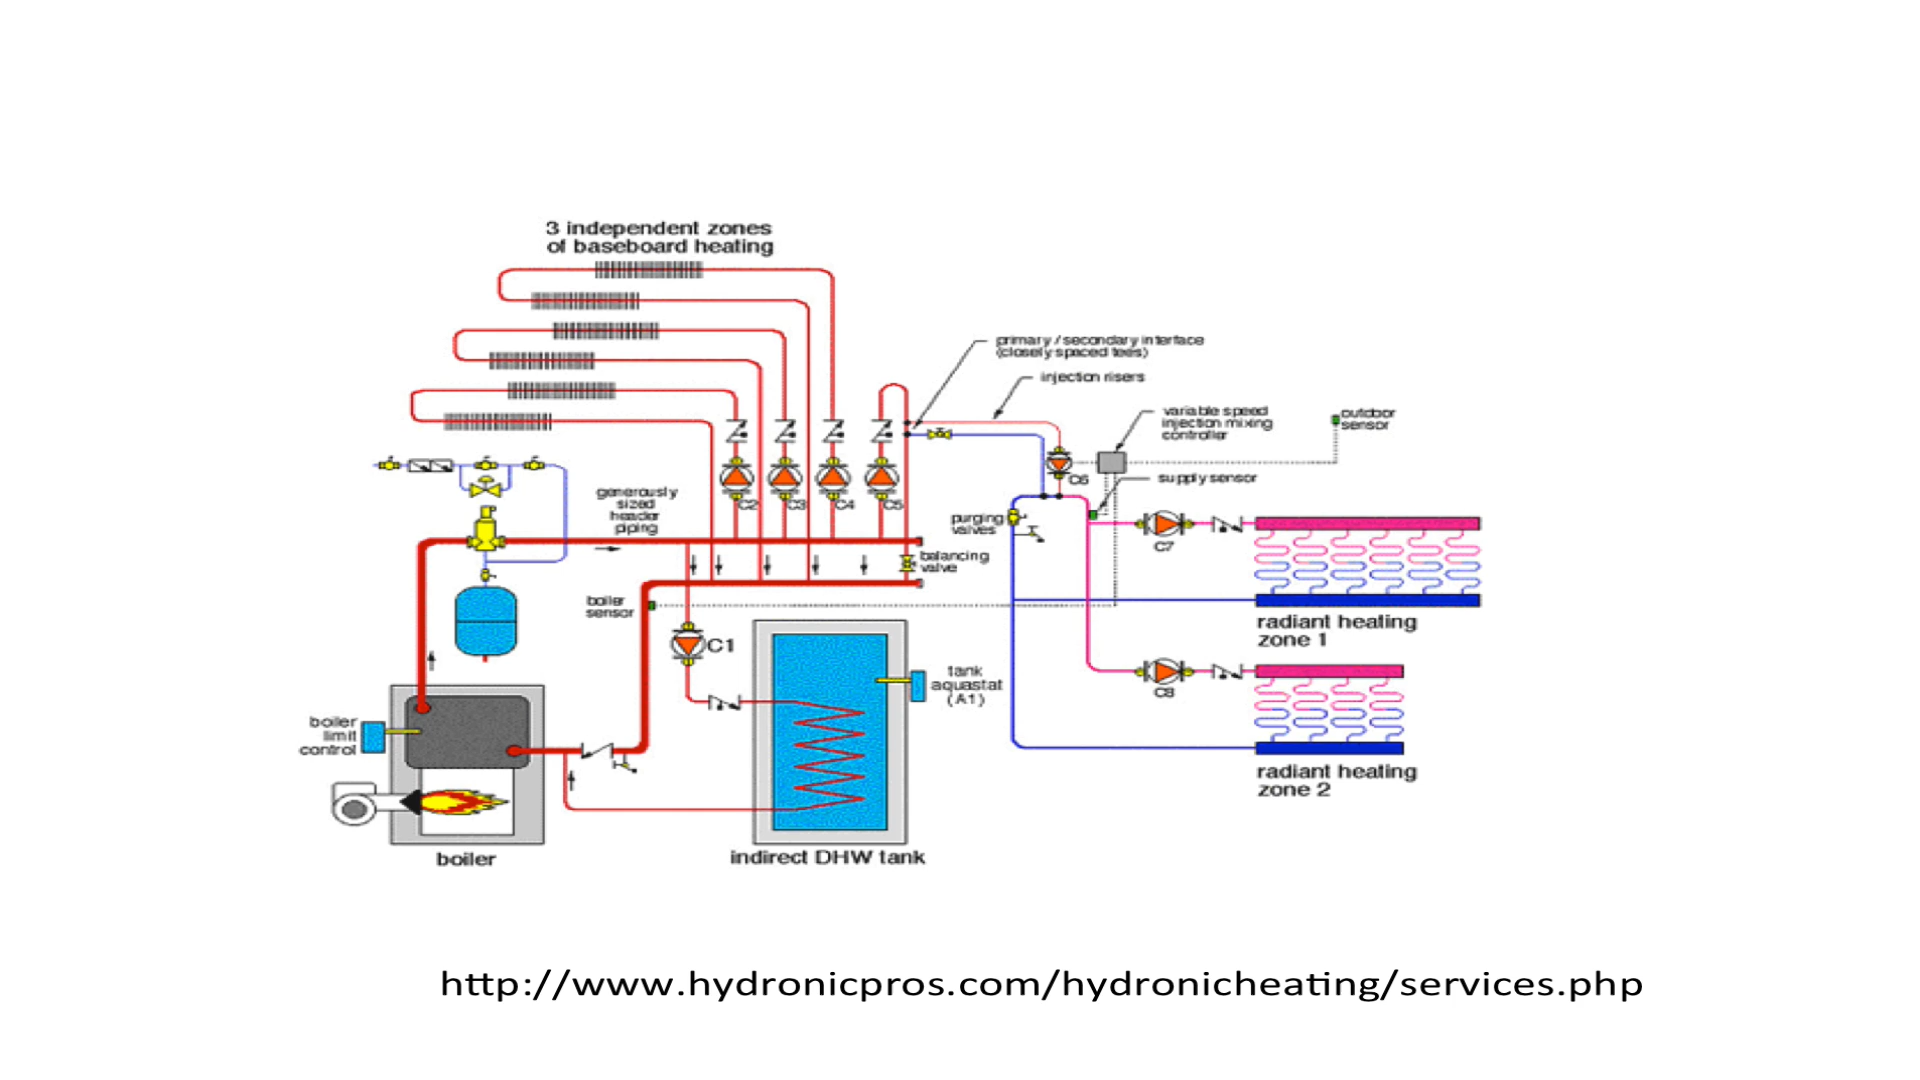 3 independent zones
of baseboard heating
primary / secondary interface
(closely spaced tees)
injection risers
variable speed
injection mixing
controller
outdoor
sensor
supply sensor
C6
generously
sized
header
piping
C2
C3
C4
C5
purging
valves
C7
balancing
valve
boiler
sensor
radiant heating
zone 1
C1
tank
aquastat
(A1)
C8
boiler
limit
control
radiant heating
zone 2
boiler
indirect DHW tank
http://www.hydronicpros.com/hydronicheating/services.php